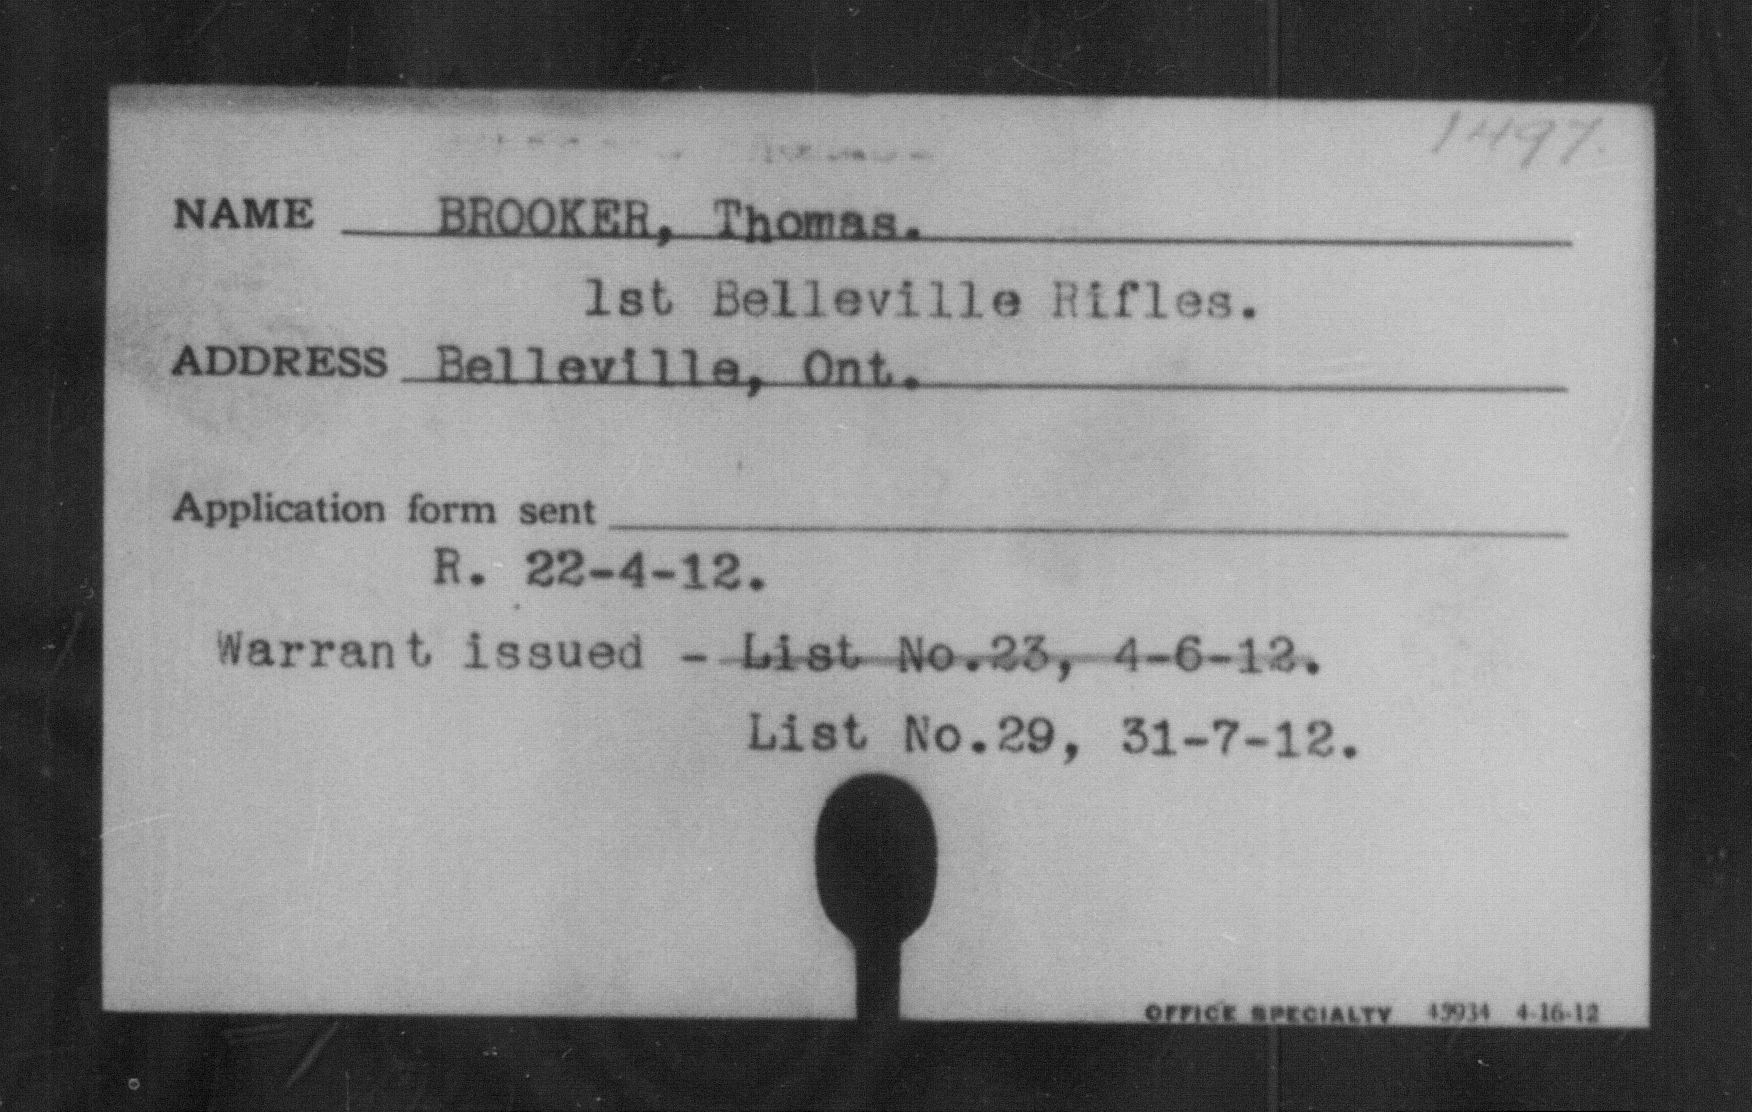 1497.
NAME BROOKER, Thomas.
1st Belleville Rifles.
ADDRESS Belleville, Ont.
Application form sent
R. 22-4-12.
Warrant issued - List No.23, 4-6-12.
List No.29, 31-7-12.
OFFICE SPECIALTY 43934 4-16-12